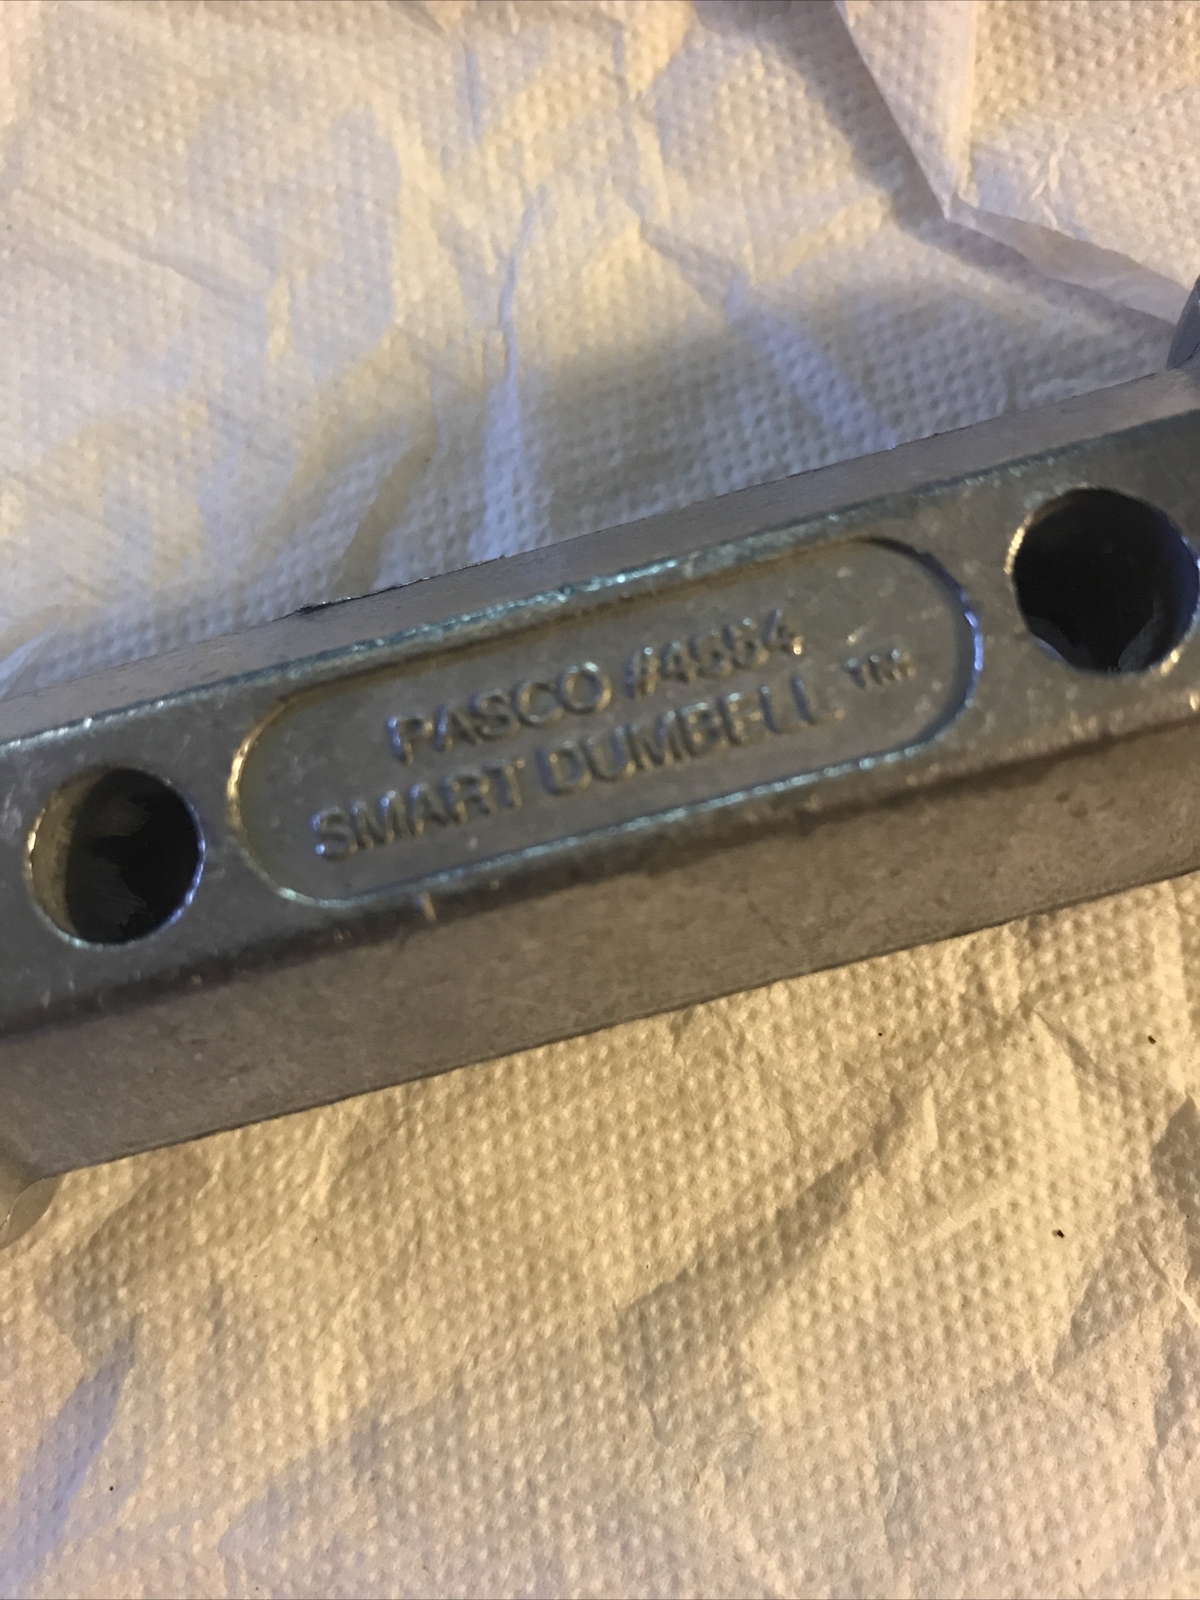 PASCO #4554
SMART DUMBELL ™